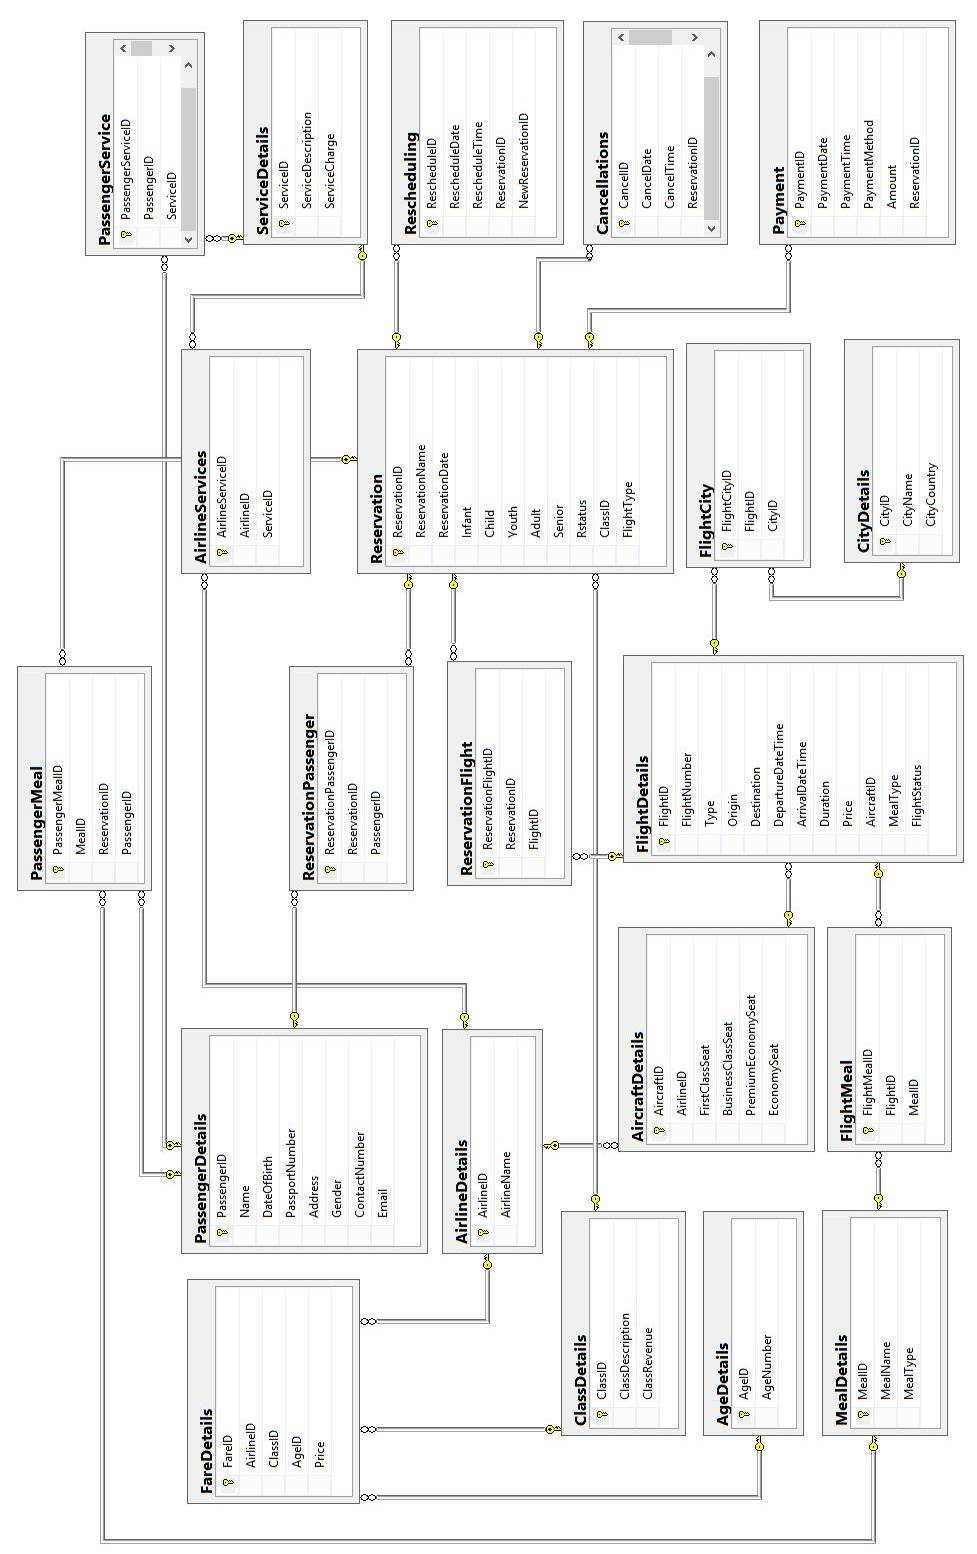 FareDetails
FareID
AirlineID
ClassID
AgeID
Price
PassengerDetails
PassengerID
Name
DateOfBirth
PassportNumber
Address
Gender
ContactNumber
Email
PassengerMeal
PassengerMealID
MealID
ReservationID
PassengerID
AirlineServices
AirlineServiceID
AirlineID
ServiceID
PassengerService
PassengerServiceID
PassengerID
ServiceID
ServiceDetails
ServiceID
ServiceDescription
ServiceCharge
ReservationPassenger
ReservationPassengerID
ReservationID
PassengerID
Reservation
ReservationID
ReservationName
ReservationDate
Infant
Child
Youth
Adult
Senior
Rstatus
ClassID
FlightType
Rescheduling
RescheduleID
RescheduleDate
RescheduleTime
ReservationID
NewReservationID
AirlineDetails
AirlineID
AirlineName
ReservationFlight
ReservationFlightID
ReservationID
FlightID
Cancellations
CancelID
CancelDate
CancelTime
ReservationID
ClassDetails
ClassID
ClassDescription
ClassRevenue
AircraftDetails
AircraftID
AirlineID
FirstClassSeat
BusinessClassSeat
PremiumEconomySeat
EconomySeat
FlightDetails
FlightID
FlightNumber
Type
Origin
Destination
DepartureDateTime
ArrivalDateTime
Duration
Price
AircraftID
MealType
FlightStatus
FlightCity
FlightCityID
FlightID
CityID
Payment
PaymentID
PaymentDate
PaymentTime
PaymentMethod
Amount
ReservationID
AgeDetails
AgeID
AgeNumber
MealDetails
MealID
MealName
MealType
FlightMeal
FlightMealID
FlightID
MealID
CityDetails
CityID
CityName
CityCountry